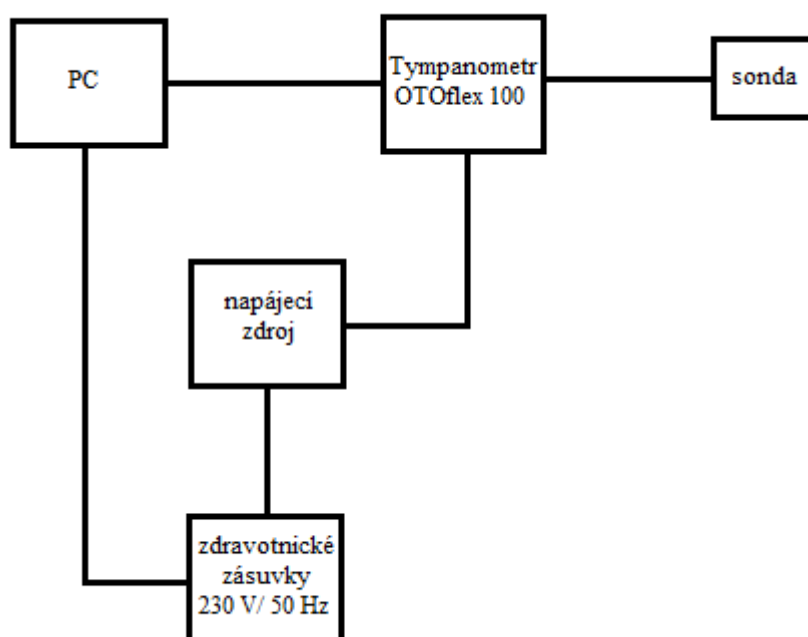 PC
Tympanometr
OTOflex 100
sonda
napájecí
zdroj
zdravotnické
zásuvky
230 V/ 50 Hz